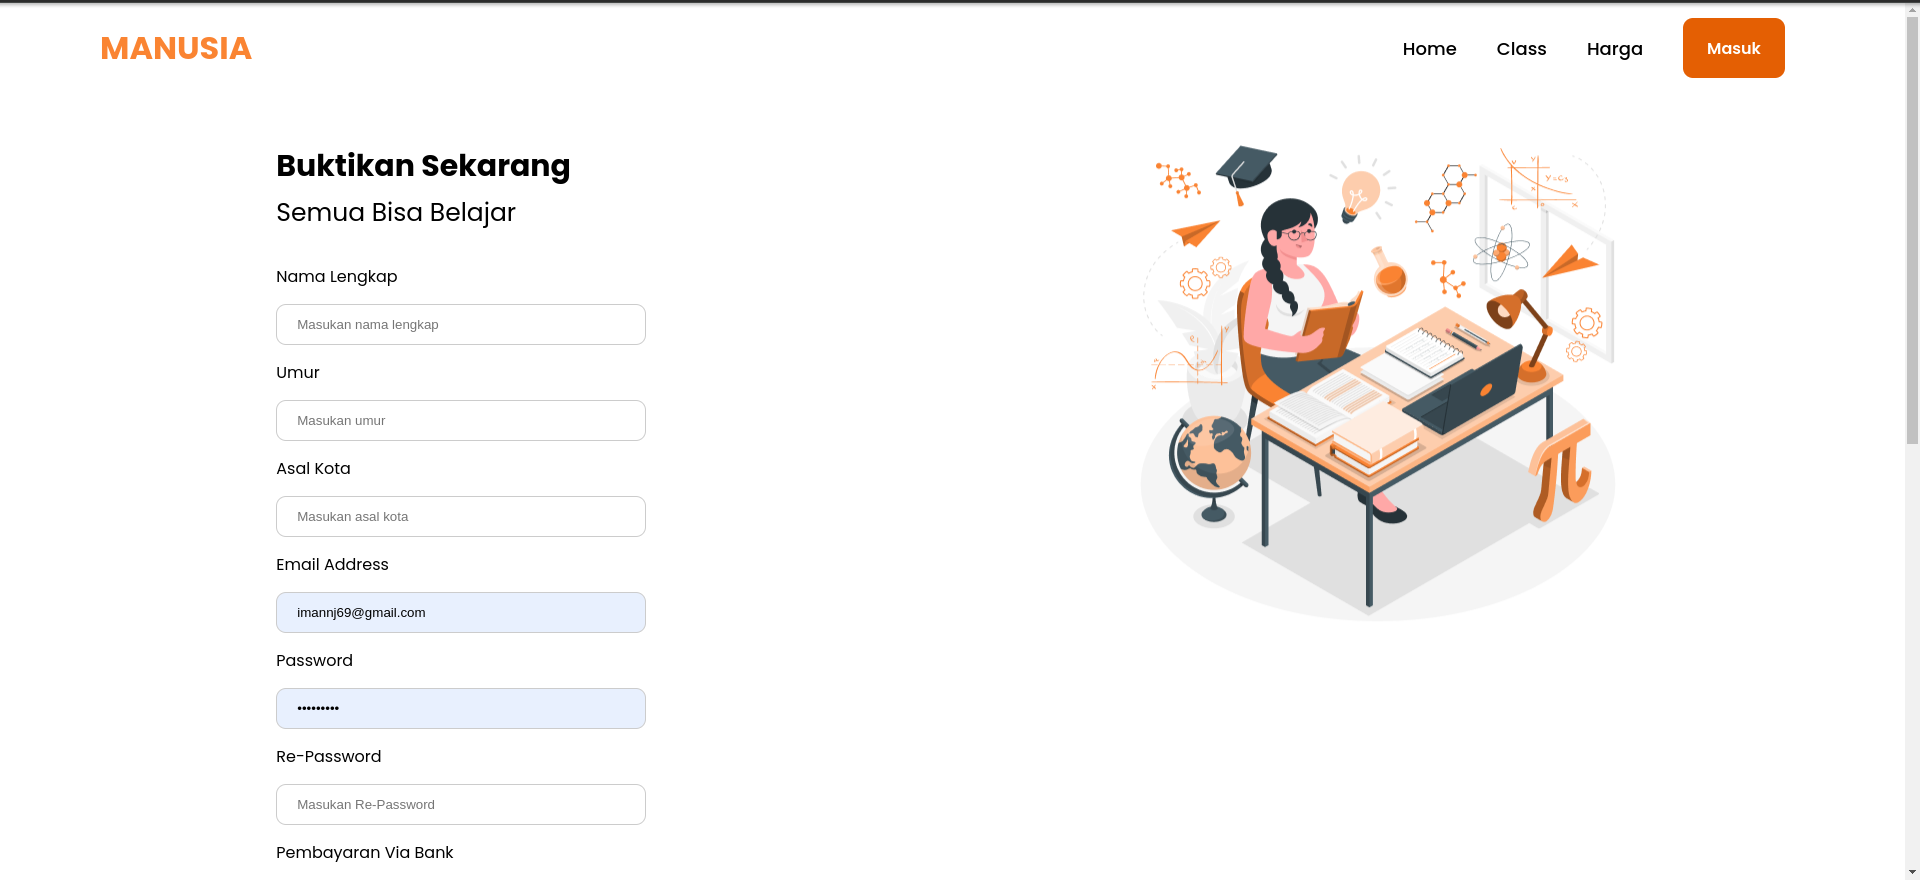 MANUSIA
Home
Class
Harga
Masuk
Buktikan Sekarang
Semua Bisa Belajar
Nama Lengkap
Masukan nama lengkap
Umur
Masukan umur
Asal Kota
Masukan asal kota
Email Address
imannj69@gmail.com
Password
•••••••••
Re-Password
Masukan Re-Password
Pembayaran Via Bank